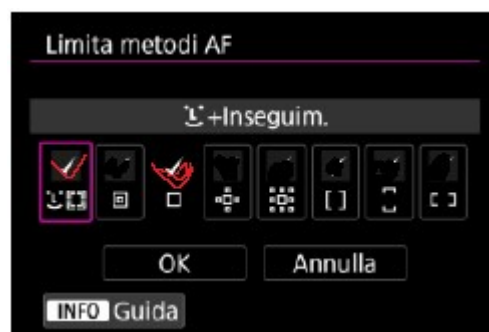 Limita metodi AF
+Inseguim.
OK
Annulla
INFO Guida